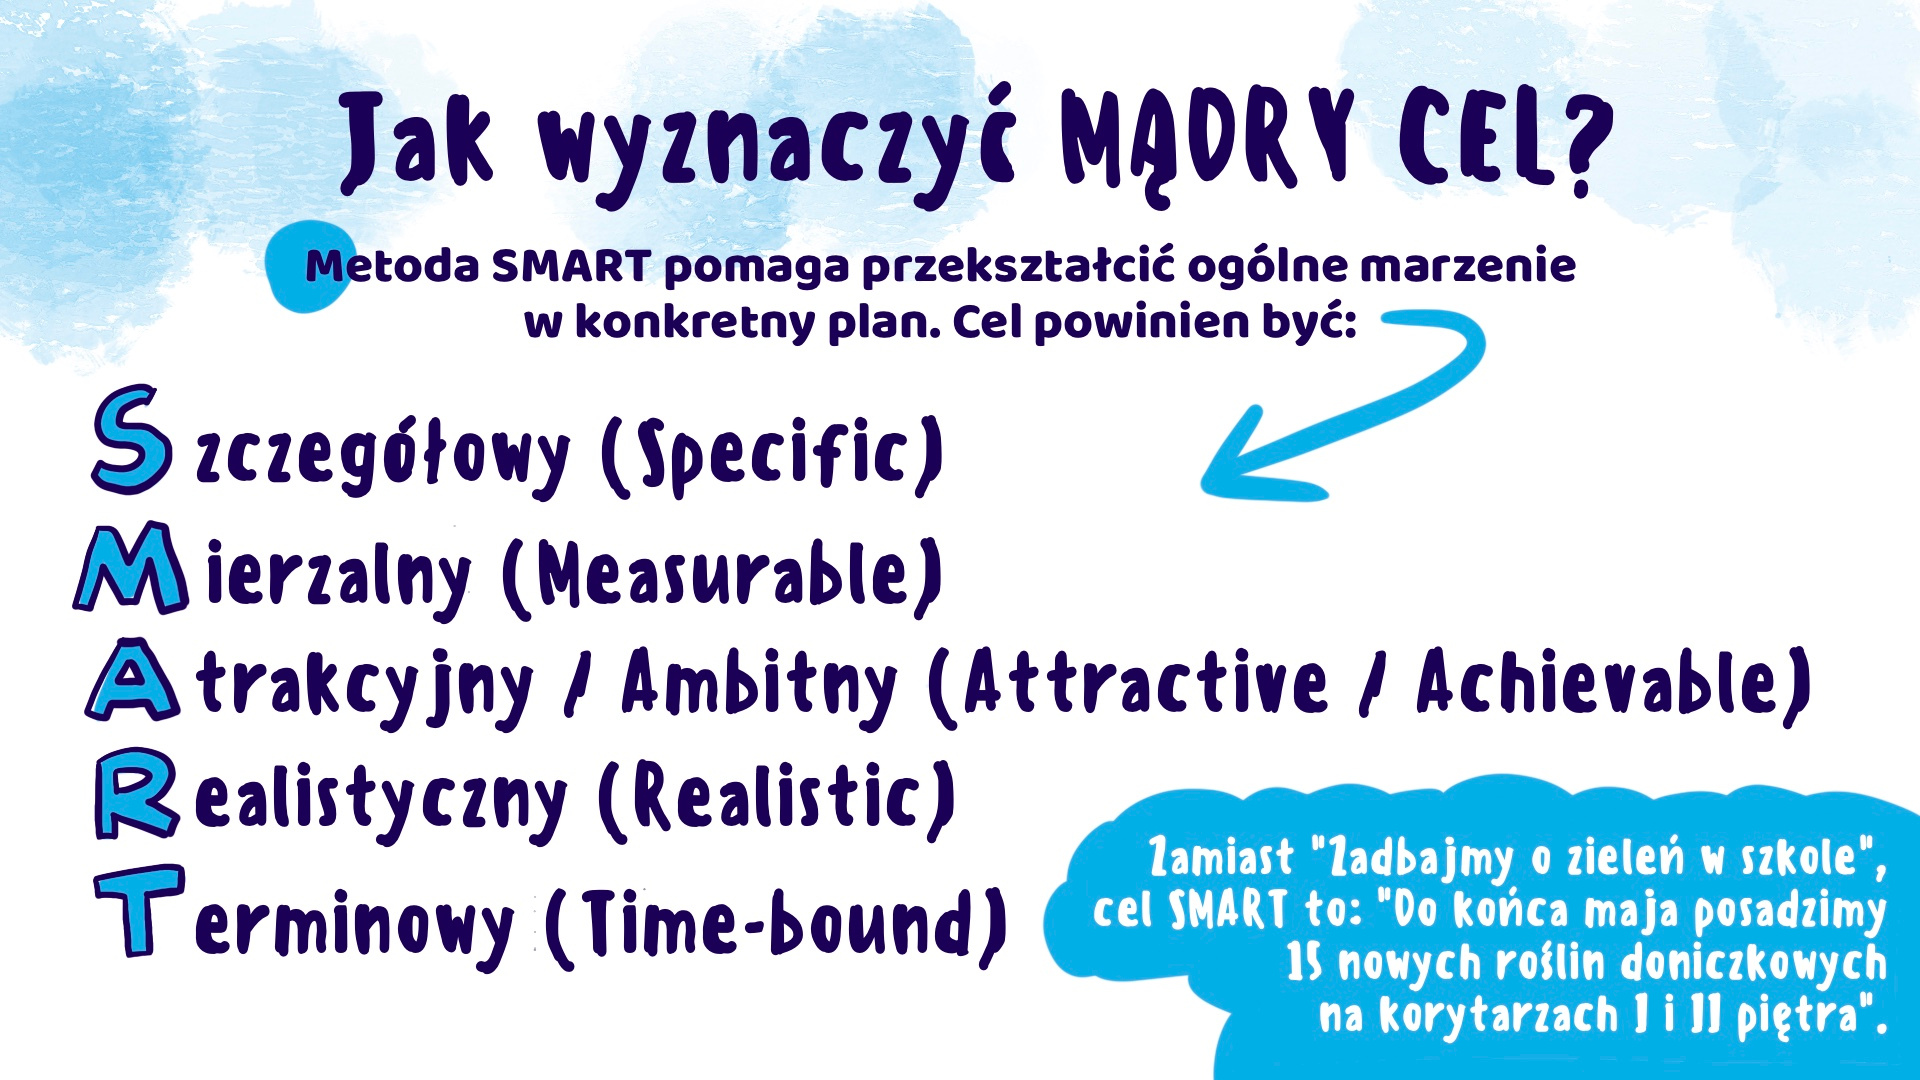 Jak wyznaczyć MĄDRY CEL?
Metoda SMART pomaga przekształcić ogólne marzenie
w konkretny plan. Cel powinien być:
Szczegółowy (Specific)
Mierzalny (Measurable)
Atrakcyjny / Ambitny (Attractive / Achievable)
Realistyczny (Realistic)
Terminowy (Time-bound)
Zamiast "Zadbajmy o zieleń w szkole",
cel SMART to: "Do końca maja posadzimy
15 nowych roślin doniczkowych
na korytarzach I i II piętra".